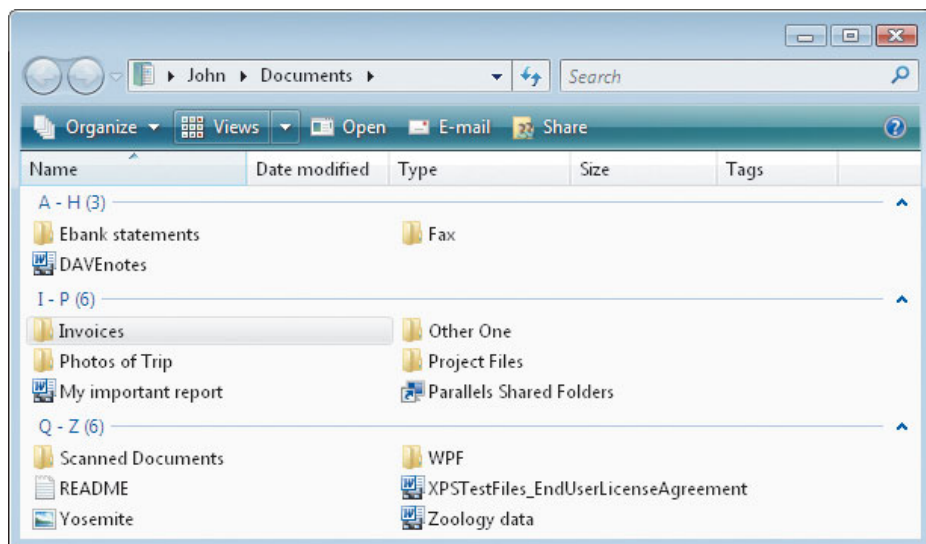 John Documents Search
Organize Views Open E-mail Share
Name Date modified Type Size Tags
A - H (3)
Ebank statements Fax
DAVEnotes
I - P (6)
Invoices Other One
Photos of Trip Project Files
My important report Parallels Shared Folders
Q - Z (6)
Scanned Documents WPF
README XPSTestFiles_EndUserLicenseAgreement
Yosemite Zoology data